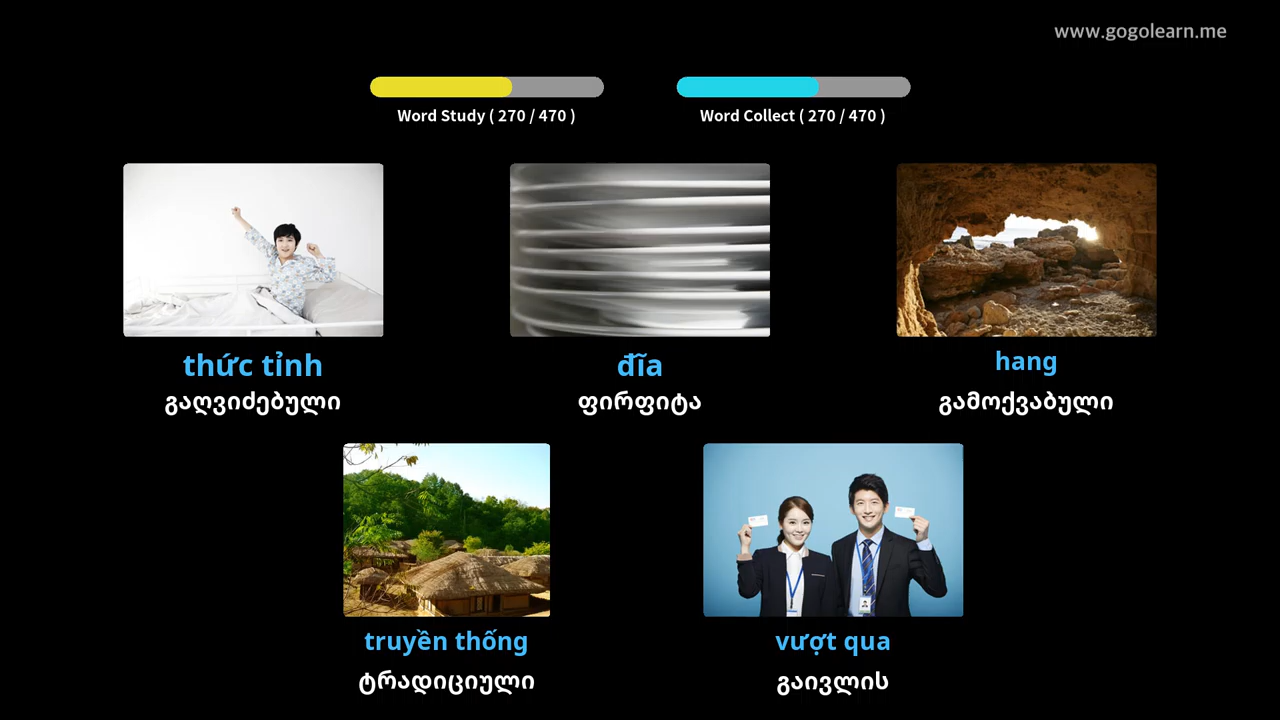 www.gogolearn.me
Word Study ( 270 / 470 )
Word Collect ( 270 / 470 )
thức tỉnh
გაღვიძებული
đĩa
ფირფიტა
hang
გამოქვაბული
truyền thống
ტრადიციული
vượt qua
გაივლის